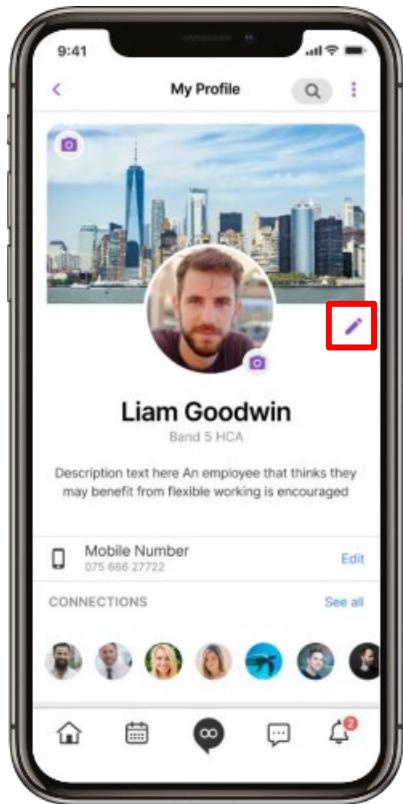 9:41
My Profile
Liam Goodwin
Band 5 HCA
Description text here An employee that thinks they
may benefit from flexible working is encouraged
Mobile Number
Edit
075 666 27722
CONNECTIONS
See all
2